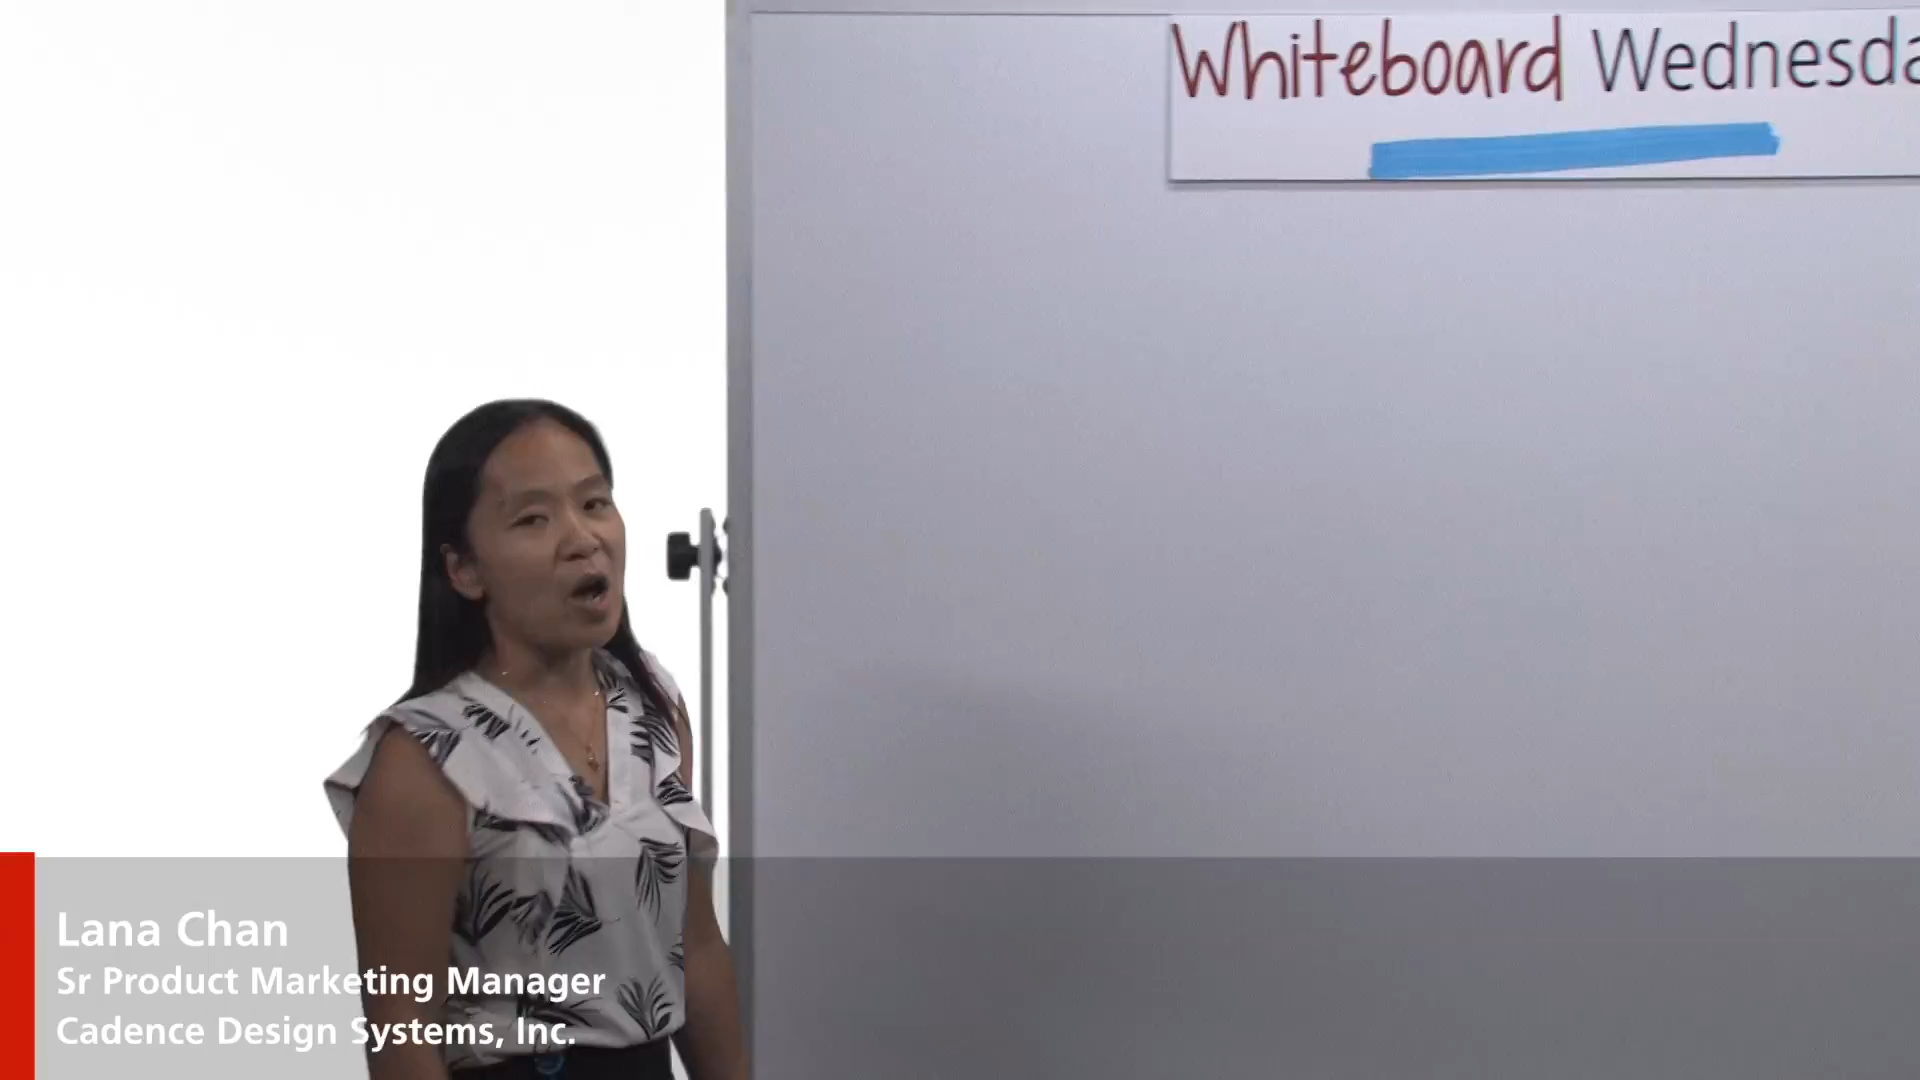 Whiteboard Wednesda
Lana Chan
Sr Product Marketing Manager
Cadence Design Systems, Inc.